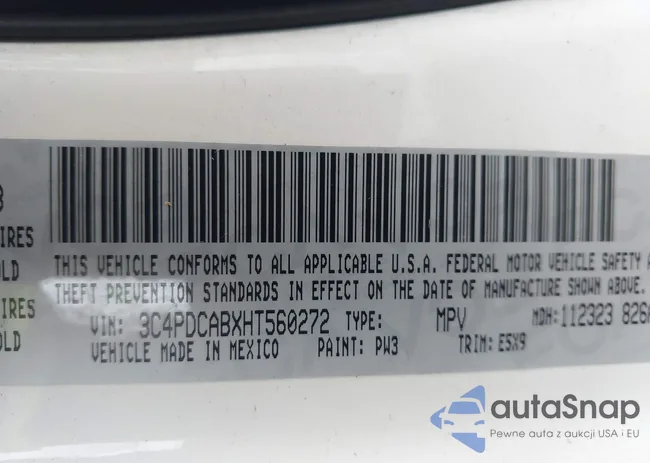 IRES
OLD
IRES
OLD
THIS VEHICLE CONFORMS TO ALL APPLICABLE U.S.A. FEDERAL MOTOR VEHICLE SAFETY
THEFT PREVENTION STANDARDS IN EFFECT ON THE DATE OF MANUFACTURE SHOWN ABOVE.
VIN: 3C4PDCABXHT560272 TYPE: MPV MDH: 112323 826
VEHICLE MADE IN MEXICO PAINT: PW3 TRIM: E5X9
autoSnap
Pewne auta z aukcji USA i EU